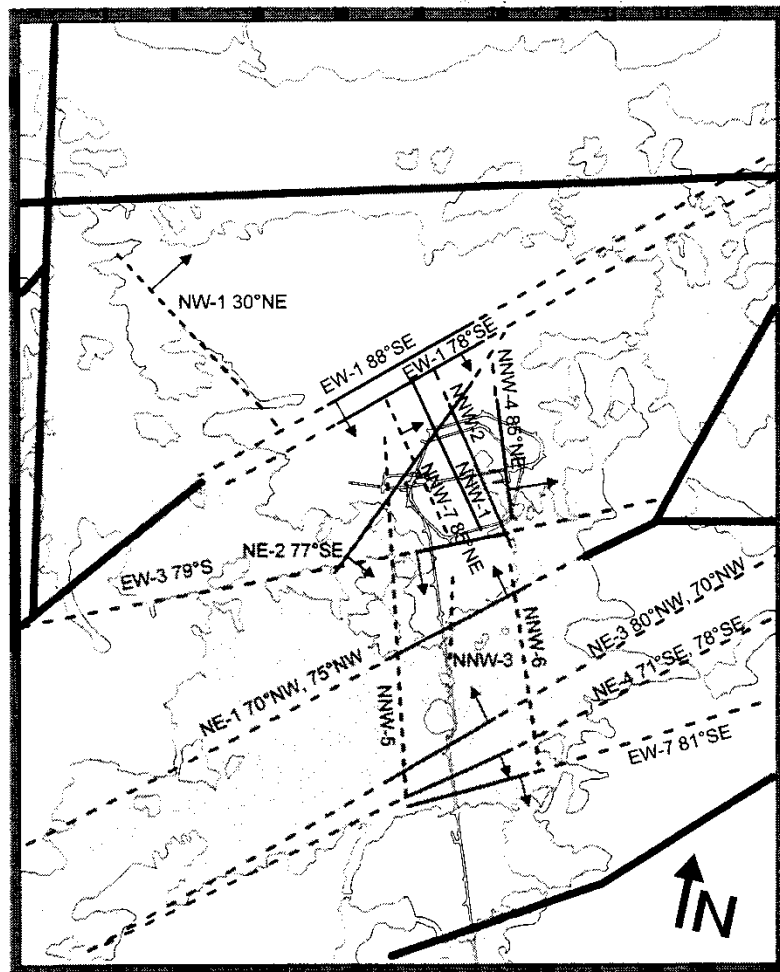 NW-1 30°NE
EW-1 88°SE
EW-1 78°SE
NNW-4 86°NE
NNW-2
NNW-1
NNW-7 85°NE
NE-2 77°SE
EW-3 79°S
NE-1 70°NW, 75°NW
NNW-5
NNW-3
NNW-6
NE-3 80°NW, 70°NW
NE-4 71°SE, 78°SE
EW-7 81°SE
N